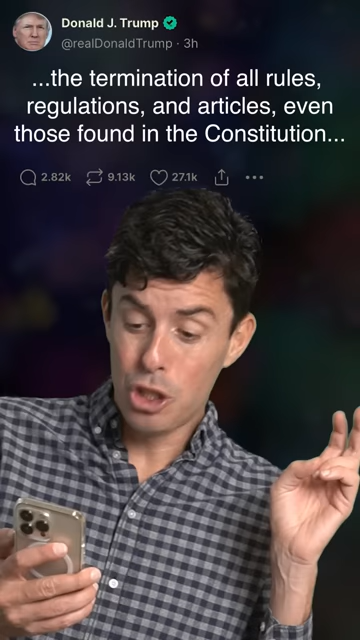 Donald J. Trump
@realDonaldTrump · 3h
...the termination of all rules,
regulations, and articles, even
those found in the Constitution...
2.82k 9.13k 27.1k